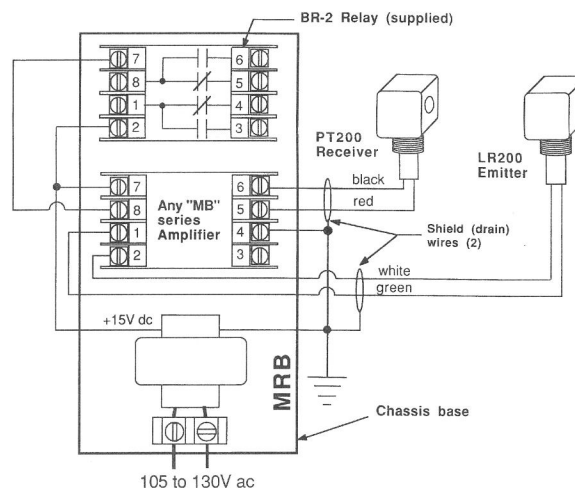 BR-2 Relay (supplied)
7 6
8 5
1 4
2 3
PT200
Receiver
LR200
Emitter
black
7 6
red
8 5
Any "MB"
series
Amplifier
1 4
2 3
Shield (drain)
wires (2)
white
green
+15V dc
MRB
Chassis base
105 to 130V ac